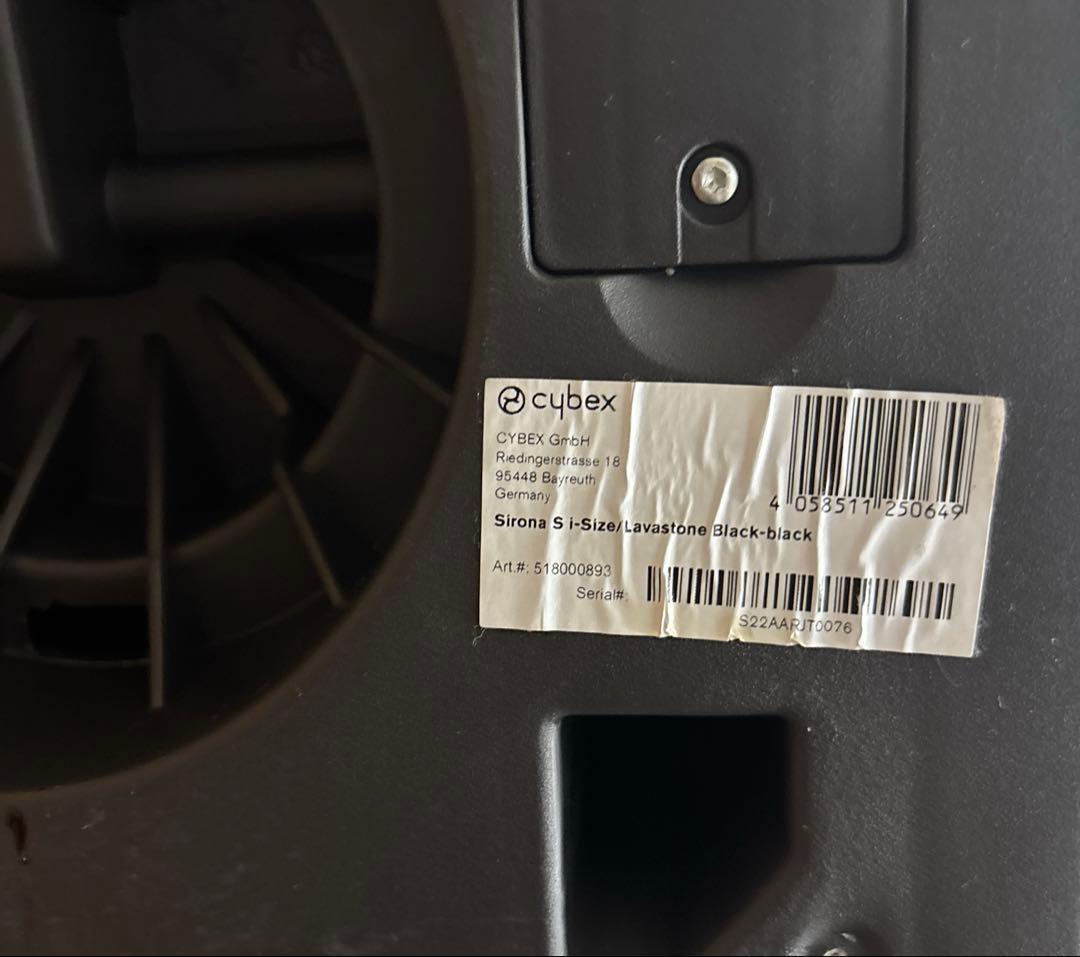 cybex
CYBEX GmbH
Riedingerstrasse 18
95448 Bayreuth
Germany
4 058511 250649
Sirona S i-Size/Lavastone Black-black
Art.#: 518000893
Serial#:
S22AARJT0076